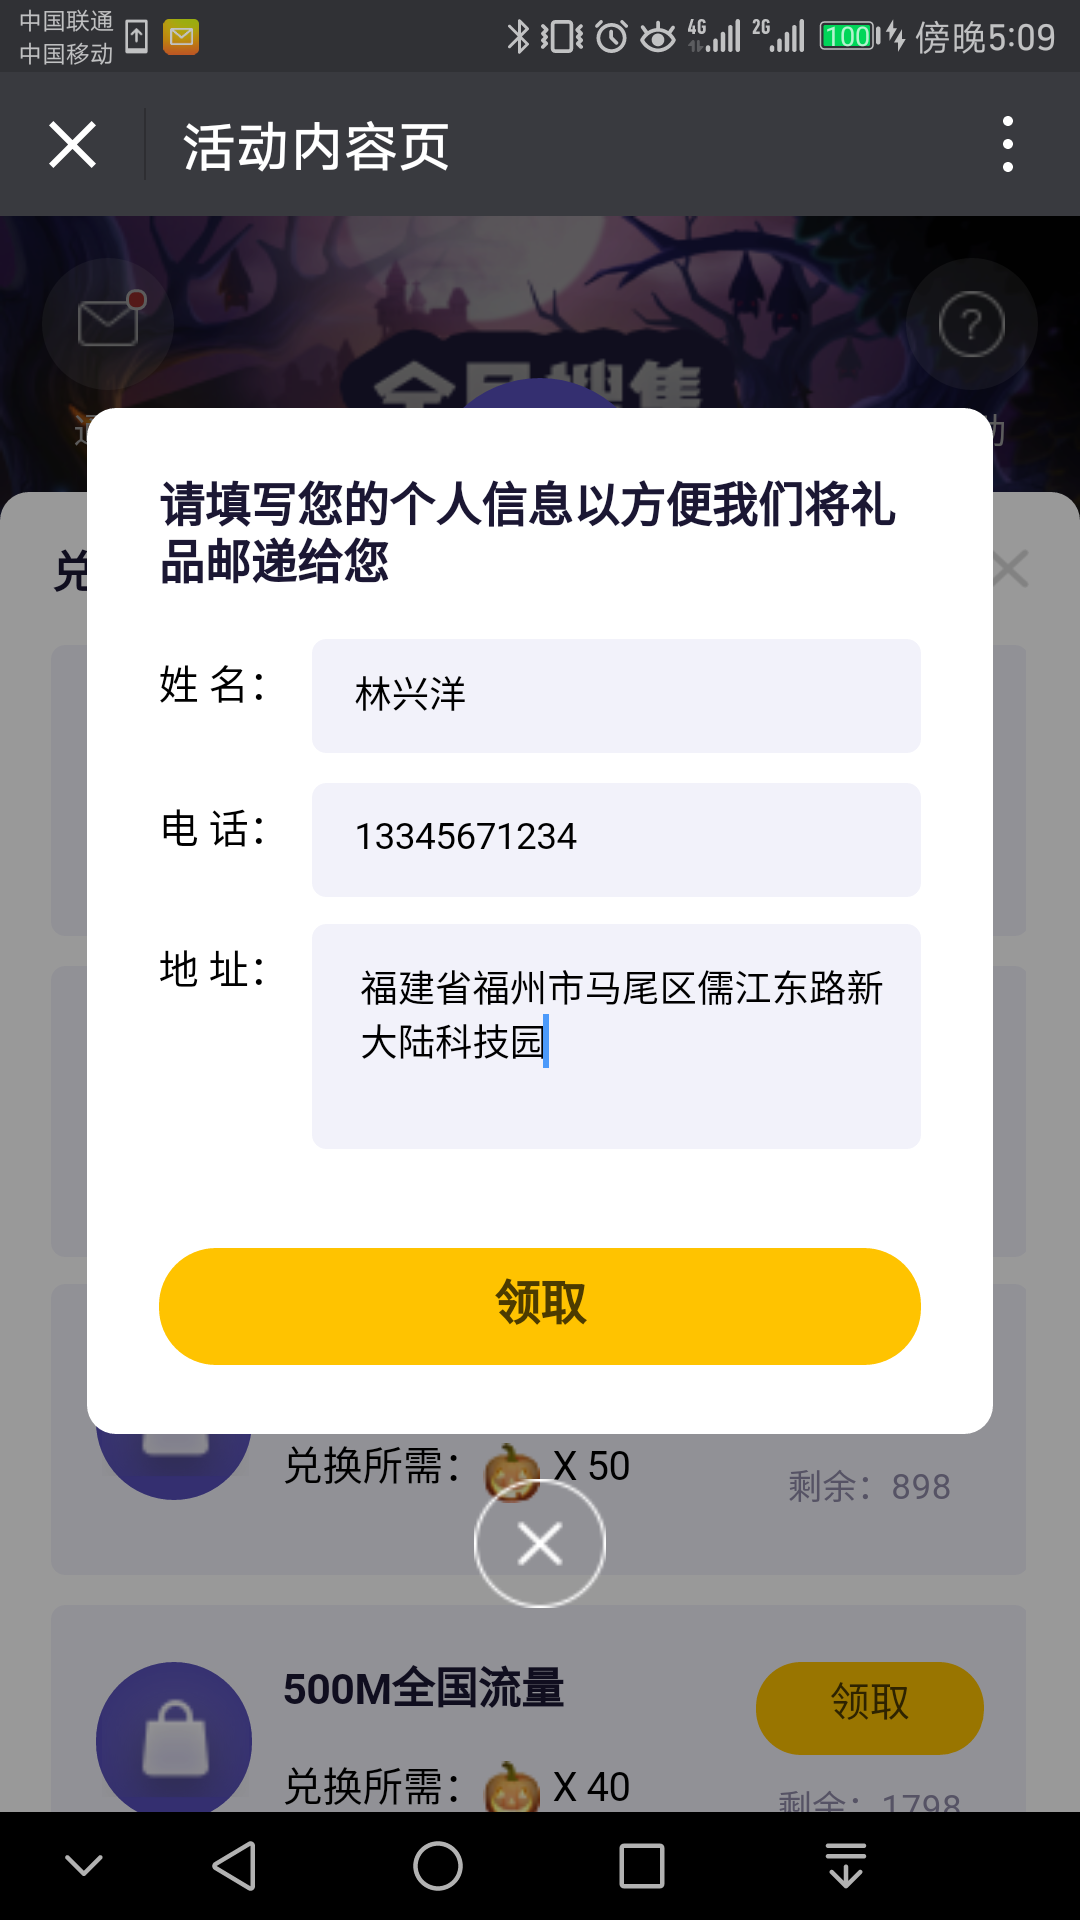 中国联通
中国移动
4G 2G 100 傍晚5:09
活动内容页
全民搜集
请填写您的个人信息以方便我们将礼
品邮递给您
兑
姓 名：
林兴洋
电 话：
13345671234
地 址：
福建省福州市马尾区儒江东路新
大陆科技园
领取
兑换所需： X 50
剩余：898
500M全国流量
领取
兑换所需： X 40
剩余：1798